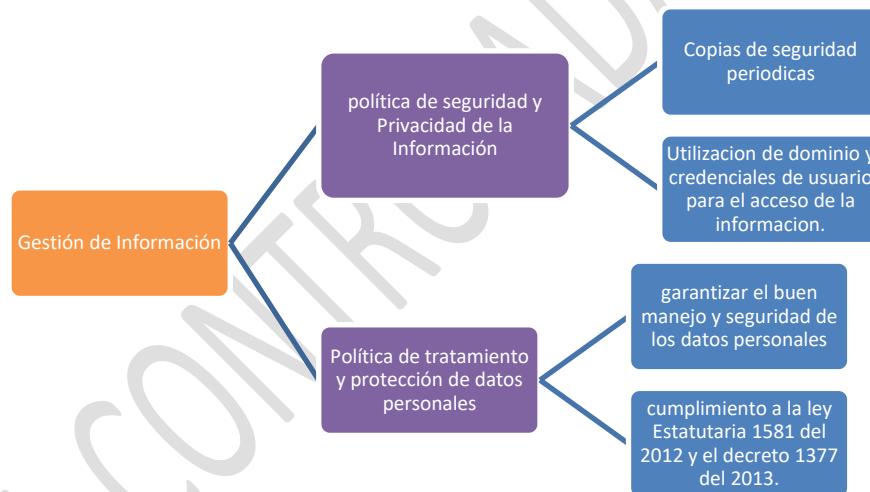 Gestión de Información
política de seguridad y
Privacidad de la
Información
Copias de seguridad
periodicas
Utilizacion de dominio y
credenciales de usuario
para el acceso de la
informacion.
Política de tratamiento
y protección de datos
personales
garantizar el buen
manejo y seguridad de
los datos personales
cumplimiento a la ley
Estatutaria 1581 del
2012 y el decreto 1377
del 2013.